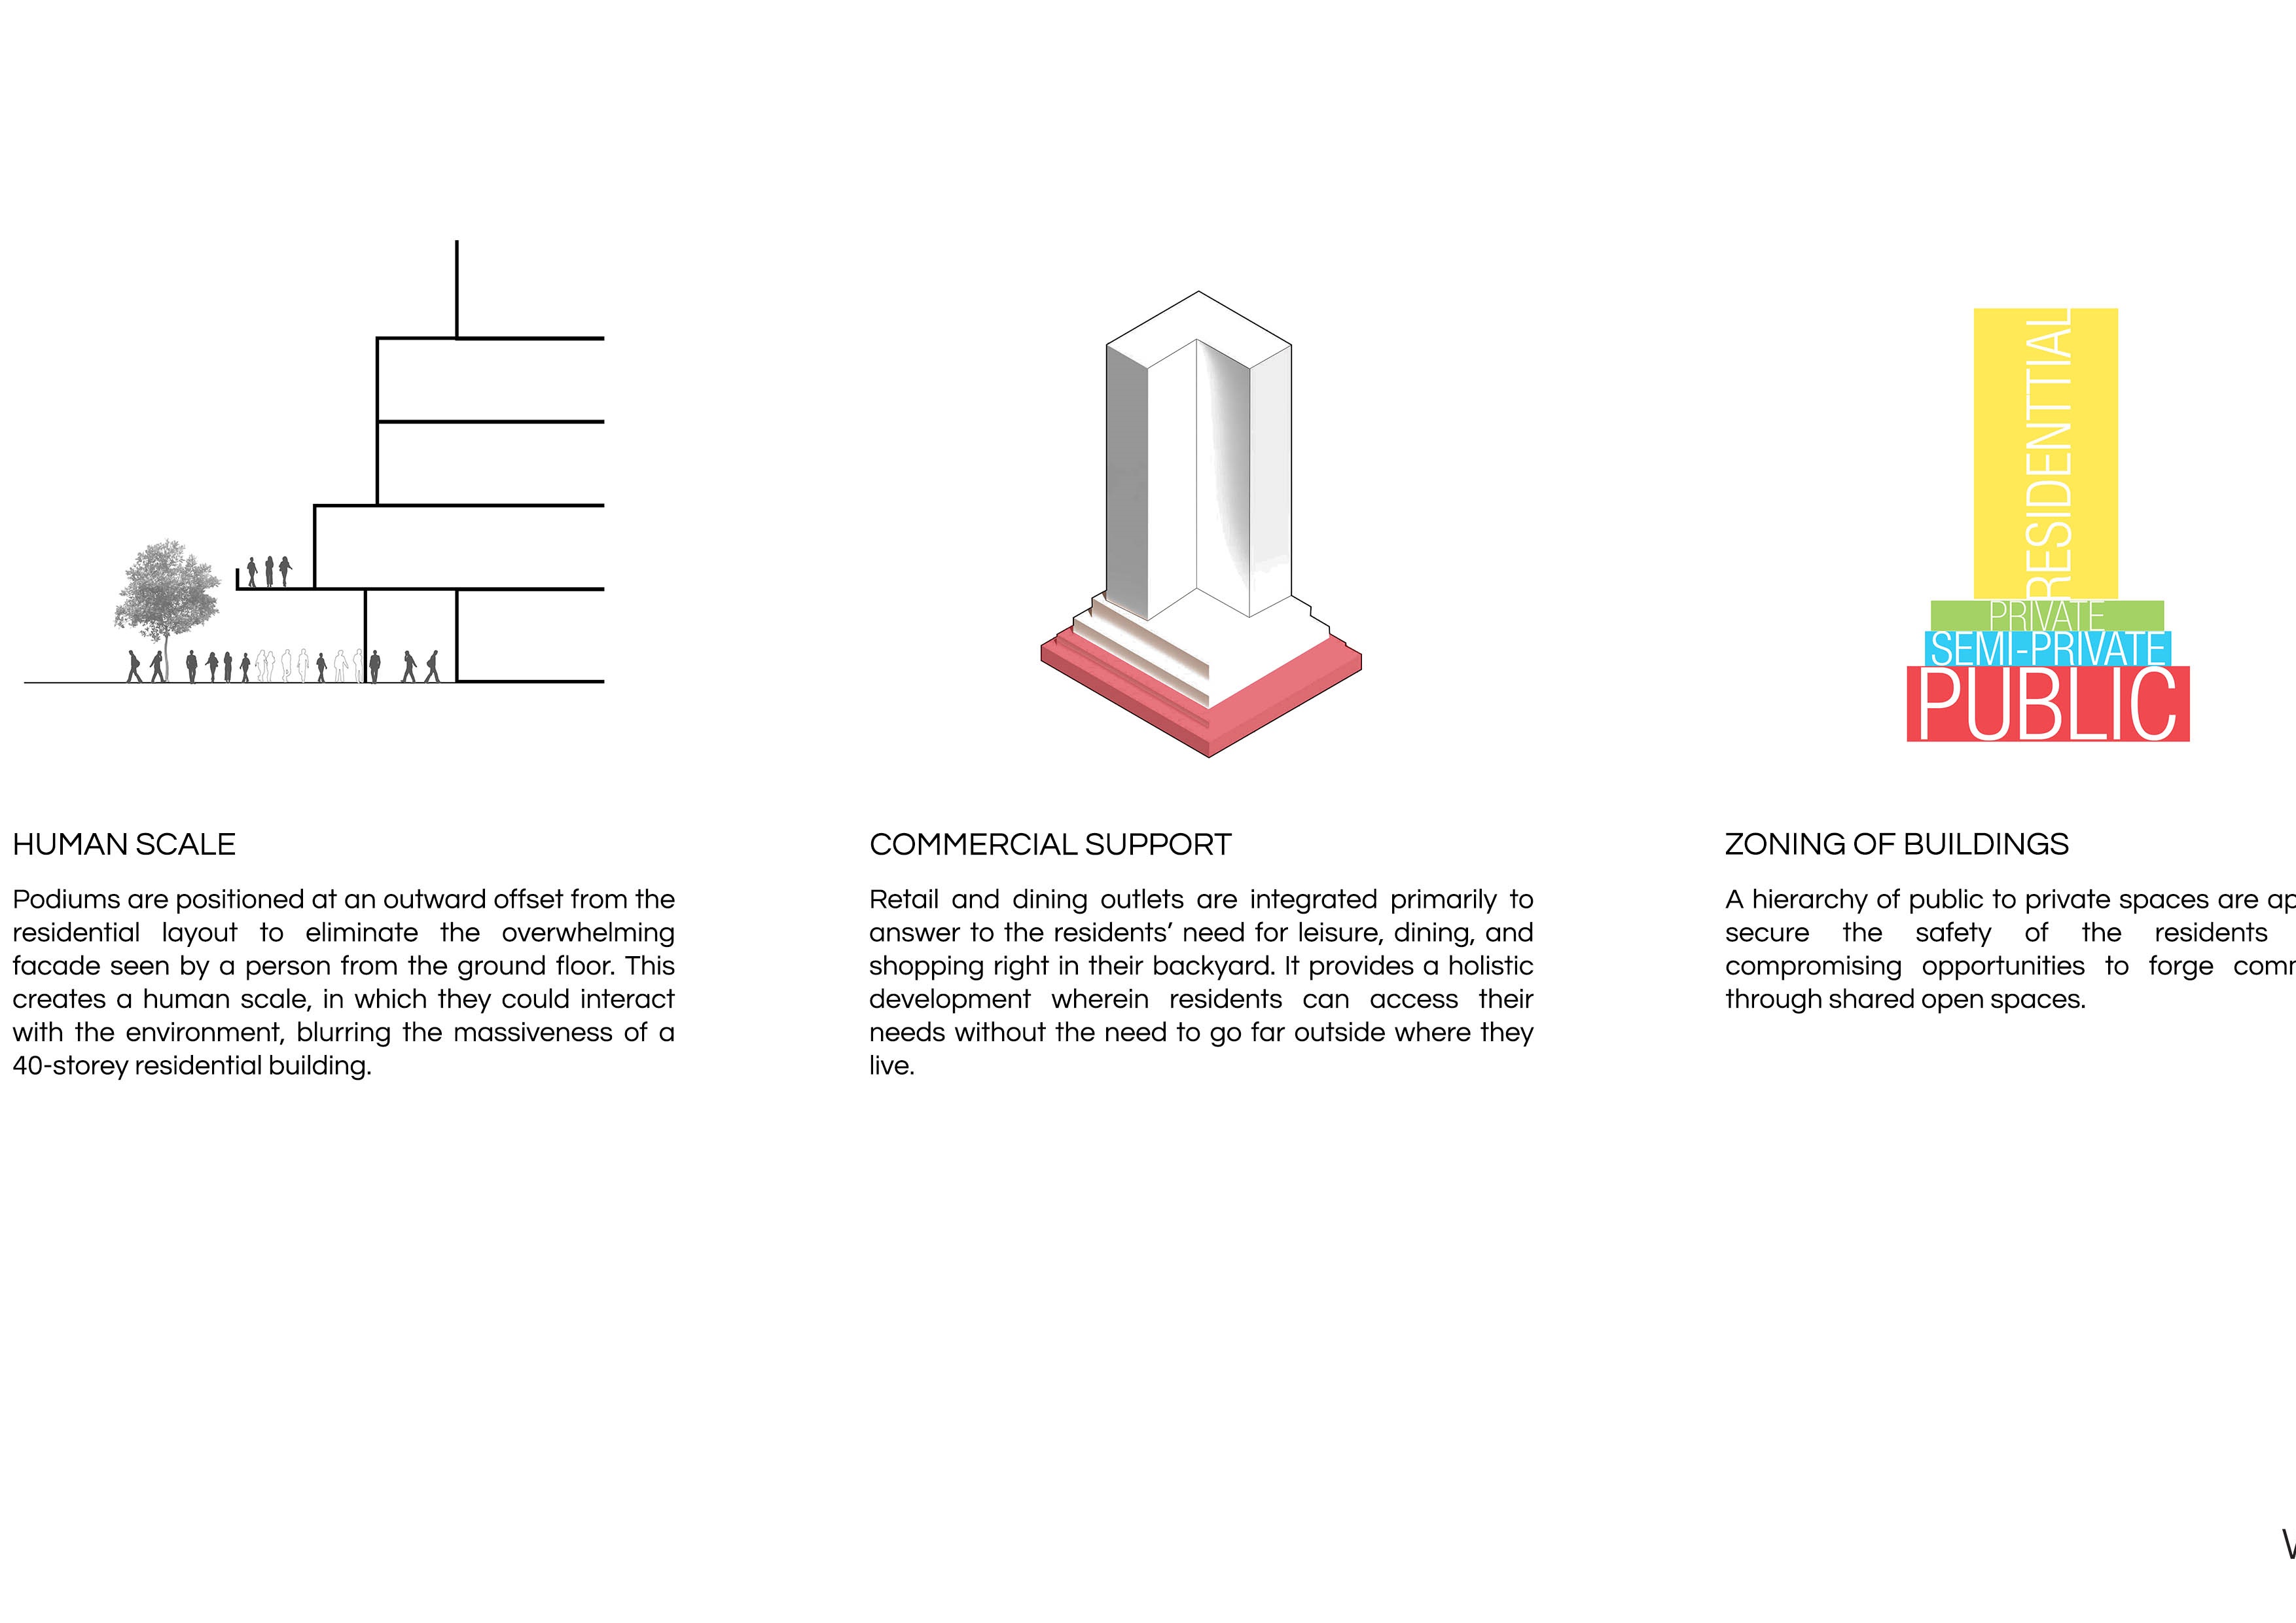 RESIDENTIAL
PRIVATE
SEMI-PRIVATE
PUBLIC
HUMAN SCALE
Podiums are positioned at an outward offset from the
residential layout to eliminate the overwhelming
facade seen by a person from the ground floor. This
creates a human scale, in which they could interact
with the environment, blurring the massiveness of a
40-storey residential building.
COMMERCIAL SUPPORT
Retail and dining outlets are integrated primarily to
answer to the residents’ need for leisure, dining, and
shopping right in their backyard. It provides a holistic
development wherein residents can access their
needs without the need to go far outside where they
live.
ZONING OF BUILDINGS
A hierarchy of public to private spaces are
secure the safety of the residents
compromising opportunities to forge
through shared open spaces.